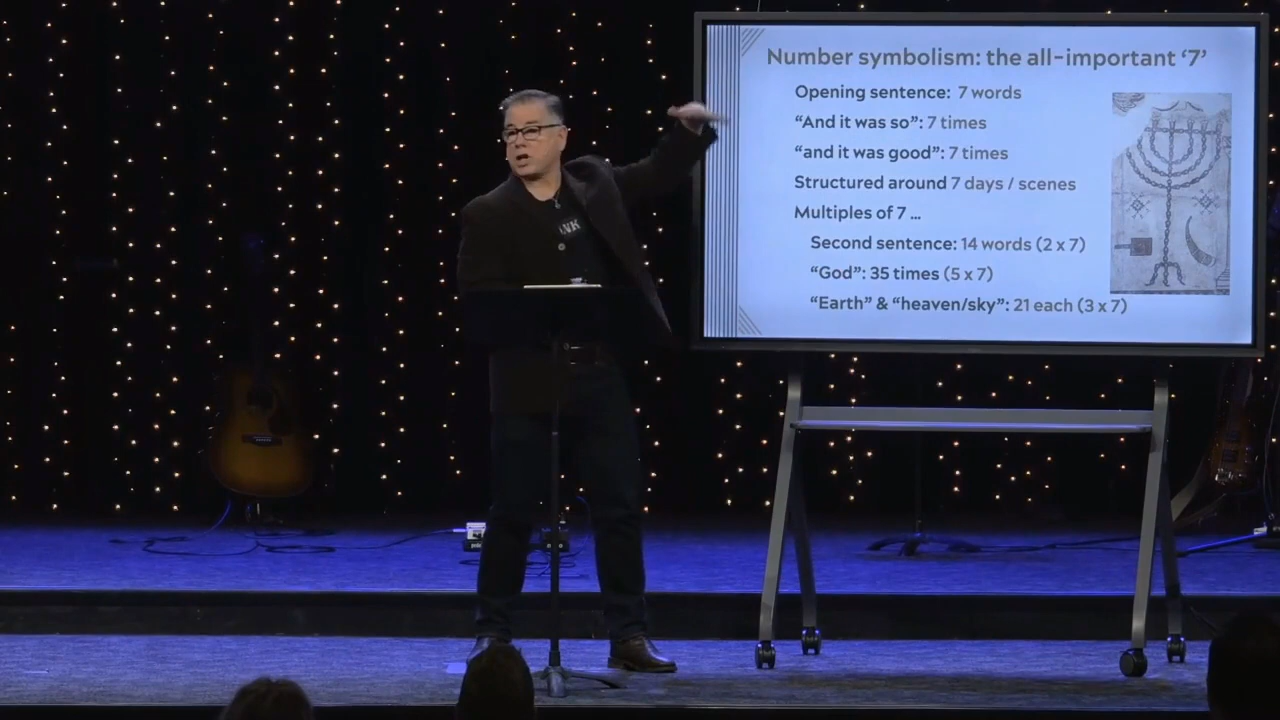 Number symbolism: the all-important ‘7’
Opening sentence: 7 words
“And it was so”: 7 times
“and it was good”: 7 times
Structured around 7 days / scenes
Multiples of 7 ...
Second sentence: 14 words (2 x 7)
“God”: 35 times (5 x 7)
“Earth” & “heaven/sky”: 21 each (3 x 7)